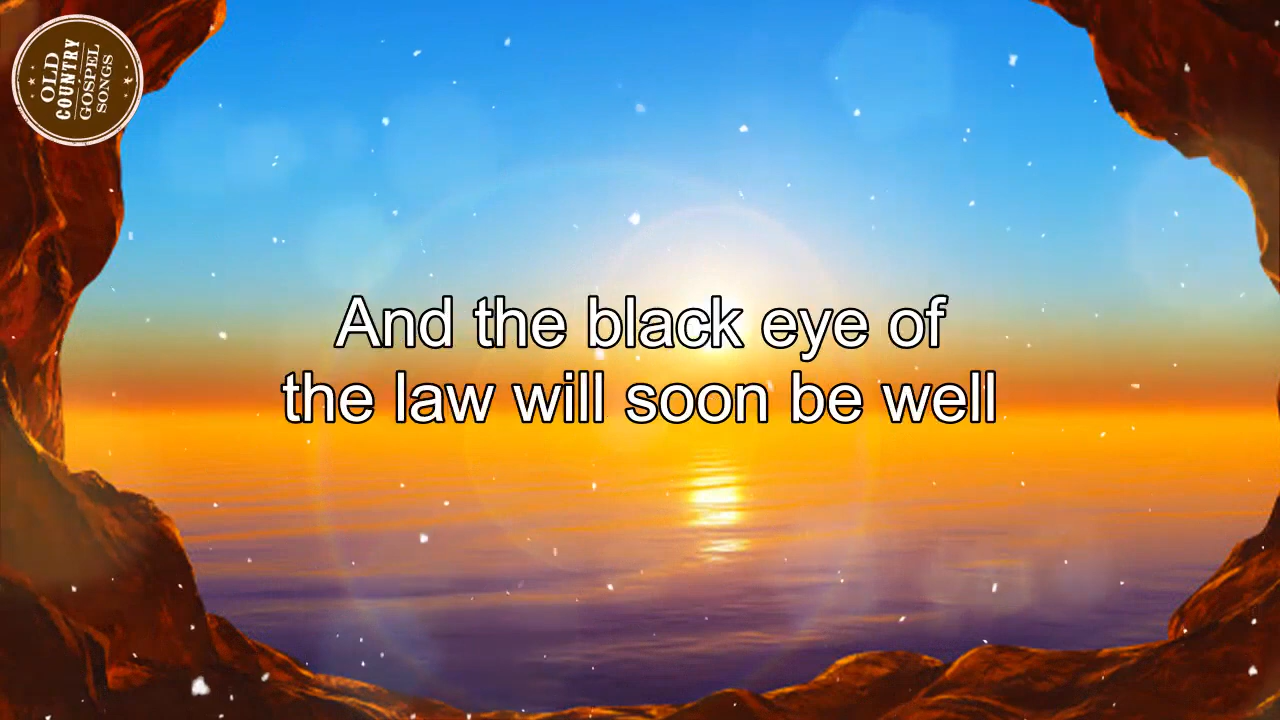 OLD
COUNTRY
GOSPEL
SONGS
And the black eye of
the law will soon be well